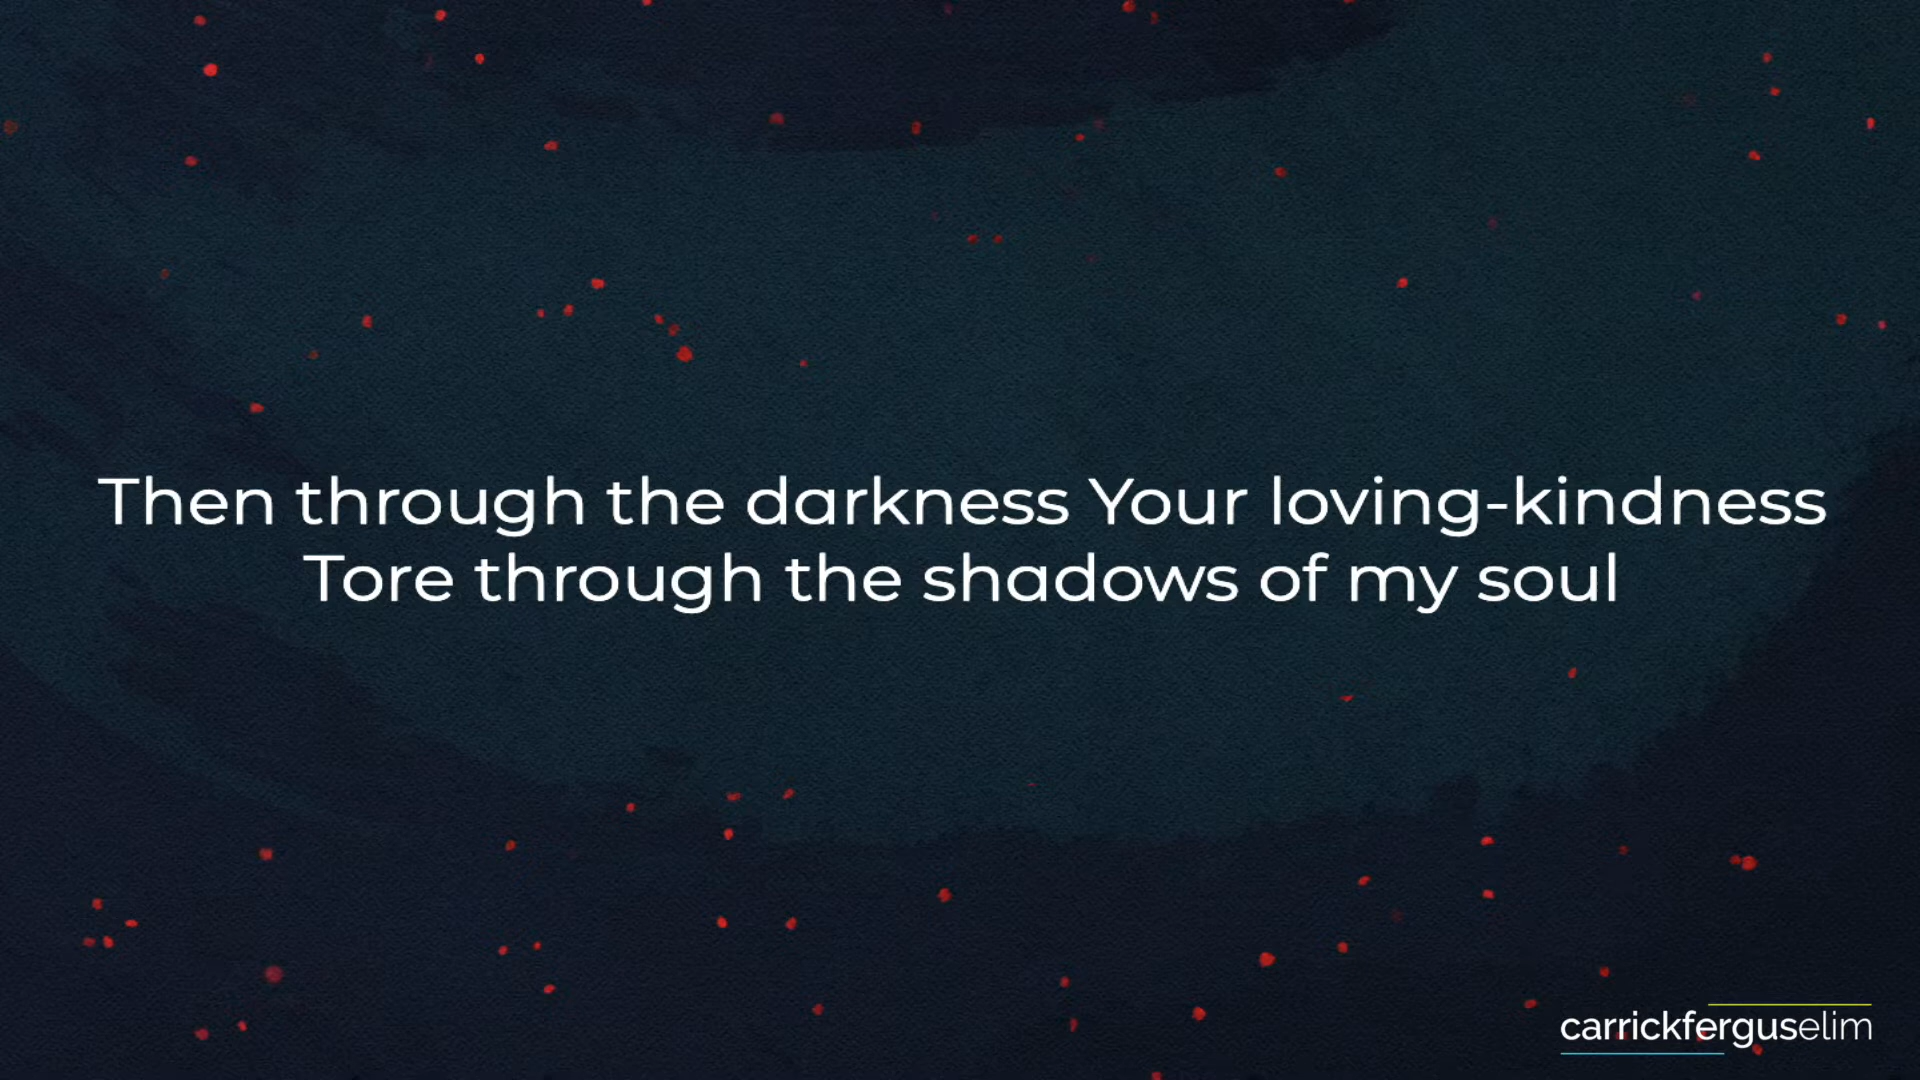 Then through the darkness Your loving-kindness
Tore through the shadows of my soul
carrickferguselim